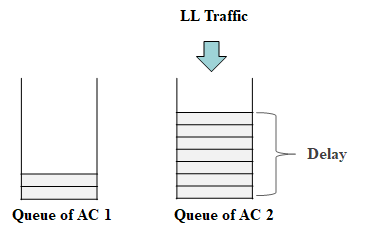 LL Traffic
Delay
Queue of AC 1
Queue of AC 2